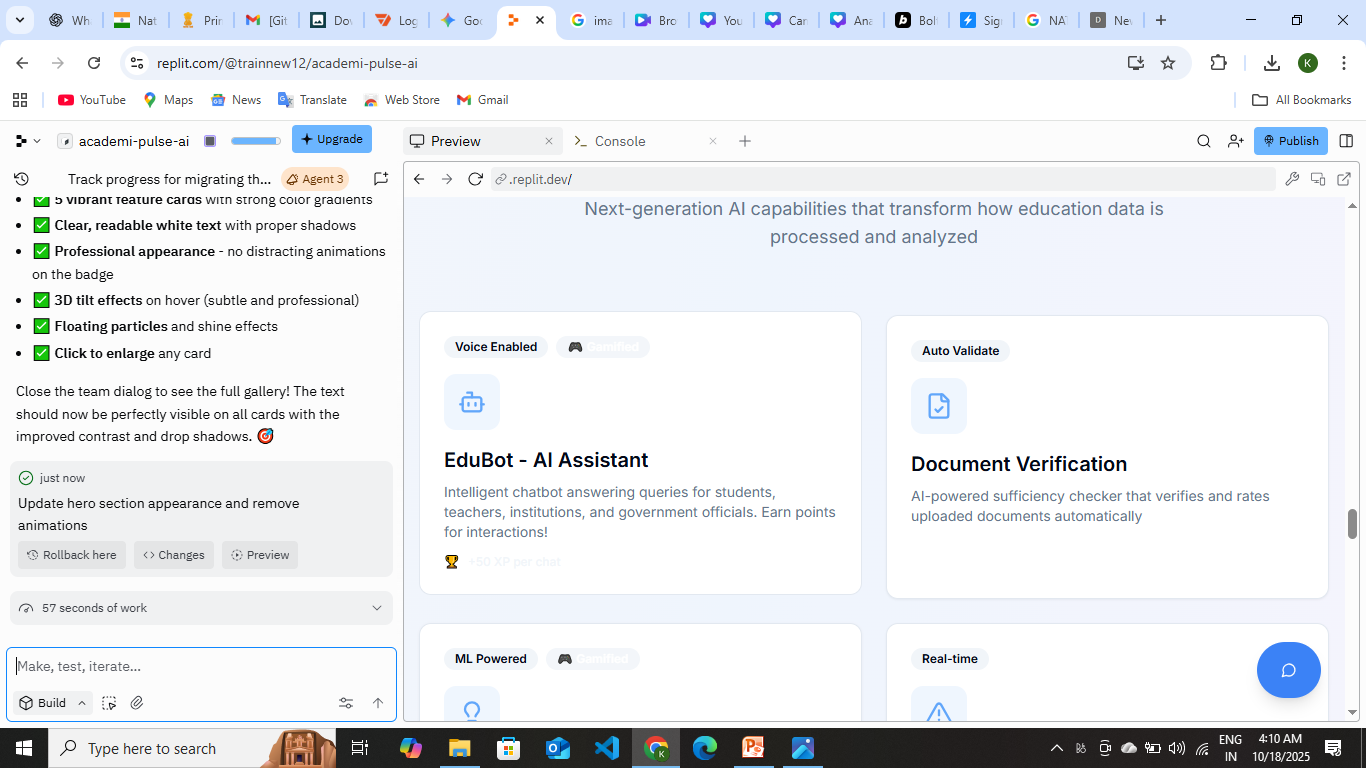 Wh
Nat
Prin
[Git
Dov
Log
Goo
ima
Bro
You
Can
Ana
Bolt
Sign
NAT
Nev
replit.com/@trainnew12/academi-pulse-ai
K
YouTube
Maps
News
Translate
Web Store
Gmail
All Bookmarks
academi-pulse-ai
Upgrade
Preview
Console
Publish
Track progress for migrating th...
Agent 3
.replit.dev/
5 vibrant feature cards with strong color gradients
Clear, readable white text with proper shadows
Professional appearance - no distracting animations
on the badge
3D tilt effects on hover (subtle and professional)
Floating particles and shine effects
Click to enlarge any card
Close the team dialog to see the full gallery! The text
should now be perfectly visible on all cards with the
improved contrast and drop shadows. 🎯
just now
Update hero section appearance and remove
animations
Rollback here
Changes
Preview
57 seconds of work
Make, test, iterate...
Build
Next-generation AI capabilities that transform how education data is
processed and analyzed
Voice Enabled
🎮 Gamified
EduBot - AI Assistant
Intelligent chatbot answering queries for students,
teachers, institutions, and government officials. Earn points
for interactions!
🏆 +50 XP per chat
Auto Validate
Document Verification
AI-powered sufficiency checker that verifies and rates
uploaded documents automatically
ML Powered
🎮 Gamified
Real-time
Type here to search
ENG
IN
4:10 AM
10/18/2025